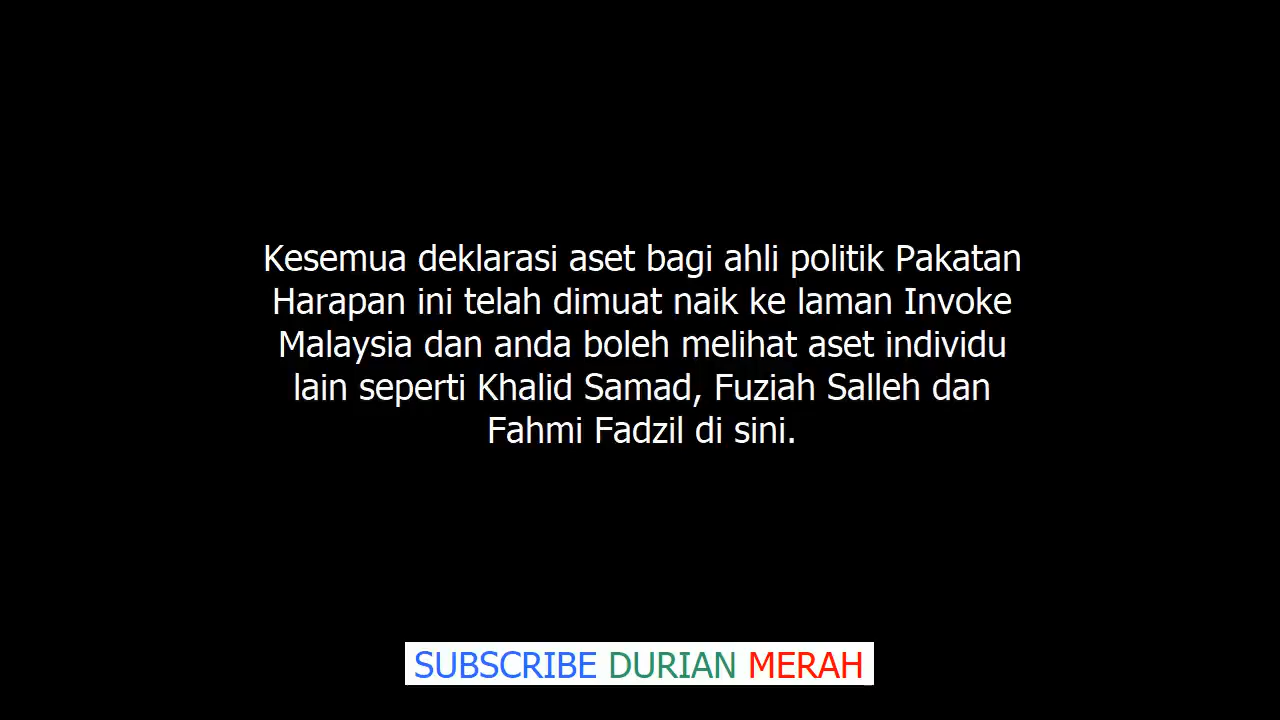 Kesemua deklarasi aset bagi ahli politik Pakatan
Harapan ini telah dimuat naik ke laman Invoke
Malaysia dan anda boleh melihat aset individu
lain seperti Khalid Samad, Fuziah Salleh dan
Fahmi Fadzil di sini.
SUBSCRIBE DURIAN MERAH